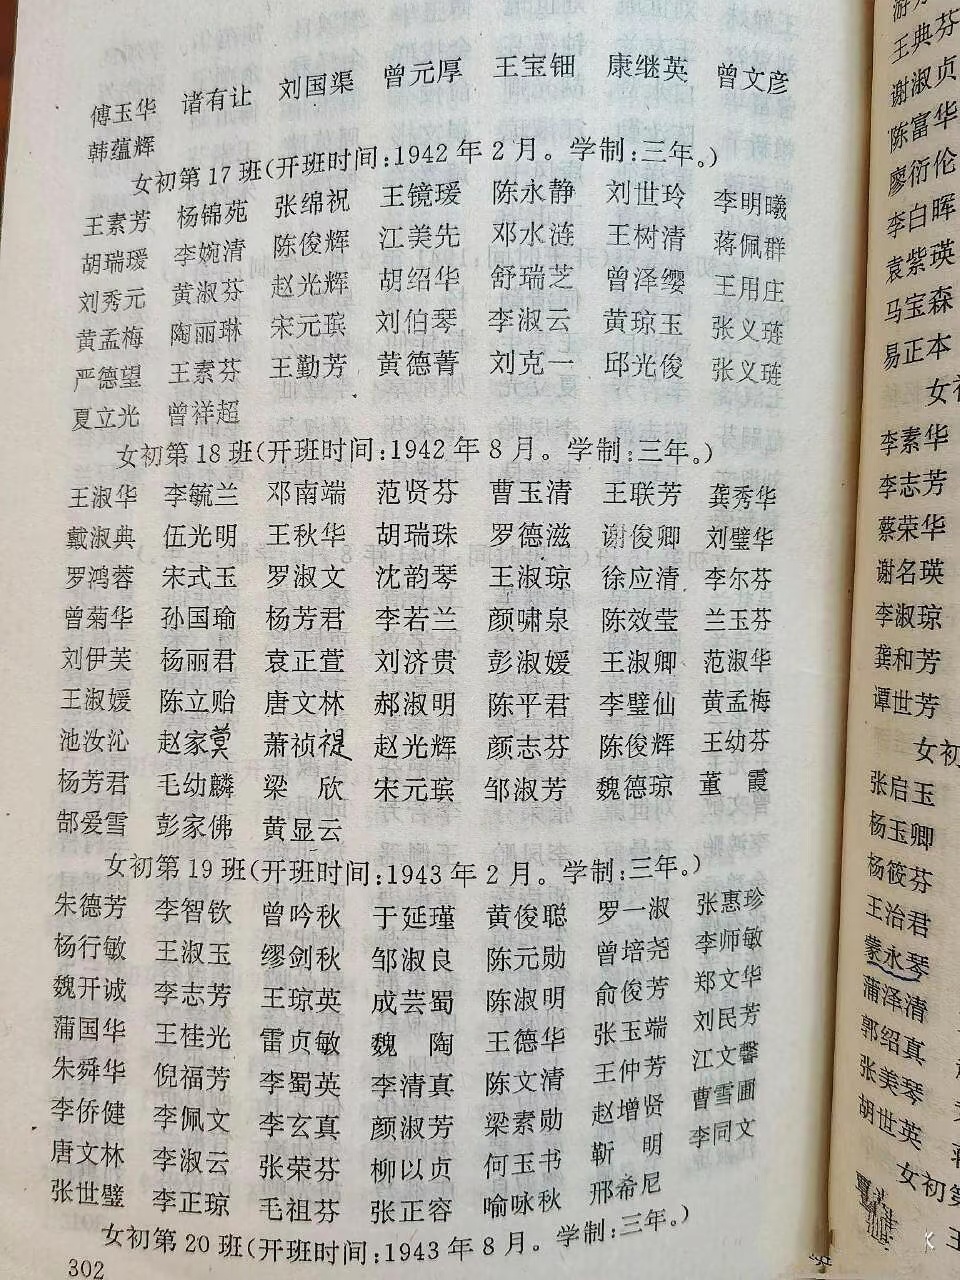 傅玉华 诸有让 刘国渠 曾元厚 王宝钿 康继英 曾文彦
韩蕴辉
女初第17班(开班时间:1942年2月。学制:三年。)
王素芳 杨锦苑 张绵祝 王镜瑗 陈永静 刘世玲 李明曦
胡瑞瑷 李婉清 陈俊辉 江美先 邓水涟 王树清 蒋佩群
刘秀元 黄淑芬 赵光辉 胡绍华 舒瑞芝 曾泽缨 王用庄
黄孟梅 陶丽琳 宋元瑸 刘伯琴 李淑云 黄琼玉 张义琏
严德望 王素芬 王勤芳 黄德菁 刘克一 邱光俊 张义琏
夏立光 曾祥超
女初第18班(开班时间:1942年8月。学制:三年。)
王淑华 李毓兰 邓南端 范贤芬 曹玉清 王联芳 龚秀华
戴淑典 伍光明 王秋华 胡瑞珠 罗德滋 谢俊卿 刘璧华
罗鸿蓉 宋式玉 罗淑文 沈韵琴 王淑琼 徐应清 李尔芬
曾菊华 孙国瑜 杨芳君 李若兰 颜啸泉 陈效莹 兰玉芬
刘伊芙 杨丽君 袁正萱 刘济贵 彭淑媛 王淑卿 范淑华
王淑媛 陈立贻 唐文林 郝淑明 陈平君 李璧仙 黄孟梅
池汝沁 赵家蓂 萧祯禔 赵光辉 颜志芬 陈俊辉 王幼芬
杨芳君 毛幼麟 梁 欣 宋元瑸 邹淑芳 魏德琼 董 霞
郜爱雪 彭家佛 黄显云
女初第19班(开班时间:1943年2月。学制:三年。)
朱德芳 李智钦 曾吟秋 于延瑾 黄俊聪 罗一淑 张惠珍
杨行敏 王淑玉 缪剑秋 邹淑良 陈元勋 曾培尧 李师敏
魏开诚 李志芳 王琼英 成芸蜀 陈淑明 俞俊芳 郑文华
蒲国华 王桂光 雷贞敏 魏 陶 王德华 张玉端 刘民芳
朱舜华 倪福芳 李蜀英 李清真 陈文清 王仲芳 江文馨
李侨健 李佩文 李玄真 颜淑芳 梁素勋 赵增贤 曹雪画
唐文林 李淑云 张荣芬 柳以贞 何玉书 靳 明 李同文
张世璧 李正琼 毛祖芬 张正容 喻咏秋 邢希尼
女初第20班(开班时间:1943年8月。学制:三年。)
302
王典芬
谢淑贞
陈富华
廖衍伦
李白晖
袁紫瑛
马宝森
易正本
女初
李素华
李志芳
蔡荣华
谢名瑛
李淑琼
龚和芳
谭世芳
女初
张启玉
杨玉卿
杨筱芬
王治君
蒙永琴
蒲泽清
郭绍真
张美琴
胡世英
女初第